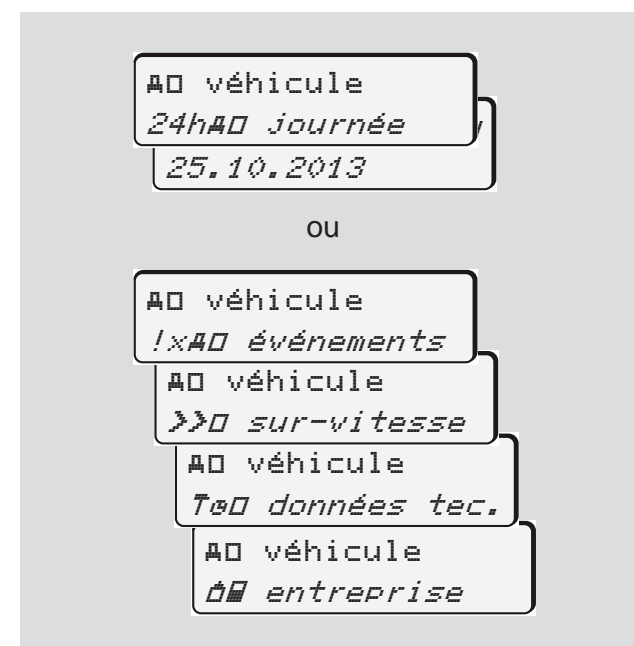 véhicule
24h journée
25.10.2013
ou
véhicule
!x événements
véhicule
>> sur-vitesse
véhicule
T données tec.
véhicule
entreprise